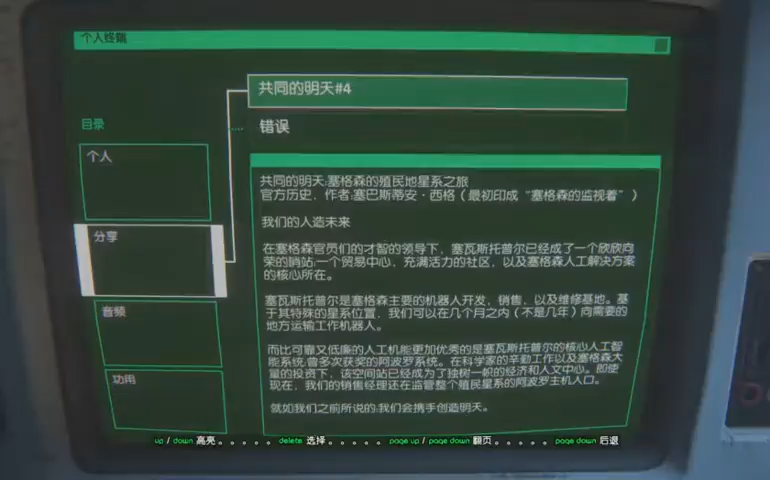 个人终端
共同的明天#4
目录
错误
个人
分享
音频
功用
共同的明天:塞格森的殖民地星系之旅
官方历史，作者:塞巴斯蒂安·西格（最初印成“塞格森的监视着”）
我们的人造未来
在塞格森官员们的才智的领导下，塞瓦斯托普尔已经成了一个欣欣向
荣的哨站:一个贸易中心，充满活力的社区，以及塞格森人工解决方案
的核心所在。
塞瓦斯托普尔是塞格森主要的机器人开发，销售，以及维修基地。基
于其特殊的星系位置，我们可以在几个月之内（不是几年）向需要的
地方运输工作机器人。
而比可靠又低廉的人工机能更加优秀的是塞瓦斯托普尔的核心人工智
能系统:曾多次获奖的阿波罗系统。在科学家的辛勤工作以及塞格森大
量的投资下，该空间站已经成为了独树一帜的经济和人文中心。即使
现在，我们的销售经理还在监管整个殖民星系的阿波罗主机入口。
就如我们之前所说的:我们会携手创造明天。
up / down 高亮 . . . . . delete 选择 . . . . . page up / page down 翻页 . . . . . page down 后退